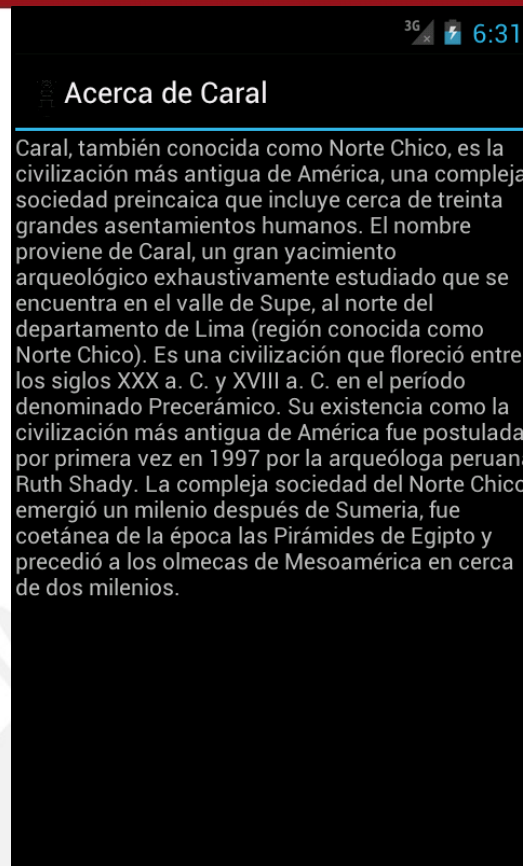 3G 6:31
Acerca de Caral
Caral, también conocida como Norte Chico, es la
civilización más antigua de América, una compleja
sociedad preincaica que incluye cerca de treinta
grandes asentamientos humanos. El nombre
proviene de Caral, un gran yacimiento
arqueológico exhaustivamente estudiado que se
encuentra en el valle de Supe, al norte del
departamento de Lima (región conocida como
Norte Chico). Es una civilización que floreció entre
los siglos XXX a. C. y XVIII a. C. en el período
denominado Precerámico. Su existencia como la
civilización más antigua de América fue postulada
por primera vez en 1997 por la arqueóloga peruana
Ruth Shady. La compleja sociedad del Norte Chico
emergió un milenio después de Sumeria, fue
coetánea de la época las Pirámides de Egipto y
precedió a los olmecas de Mesoamérica en cerca
de dos milenios.